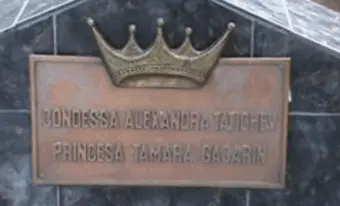 CONDESSA ALEXANDRA TATICHEV
PRINCESA TAMARA GAGARIN